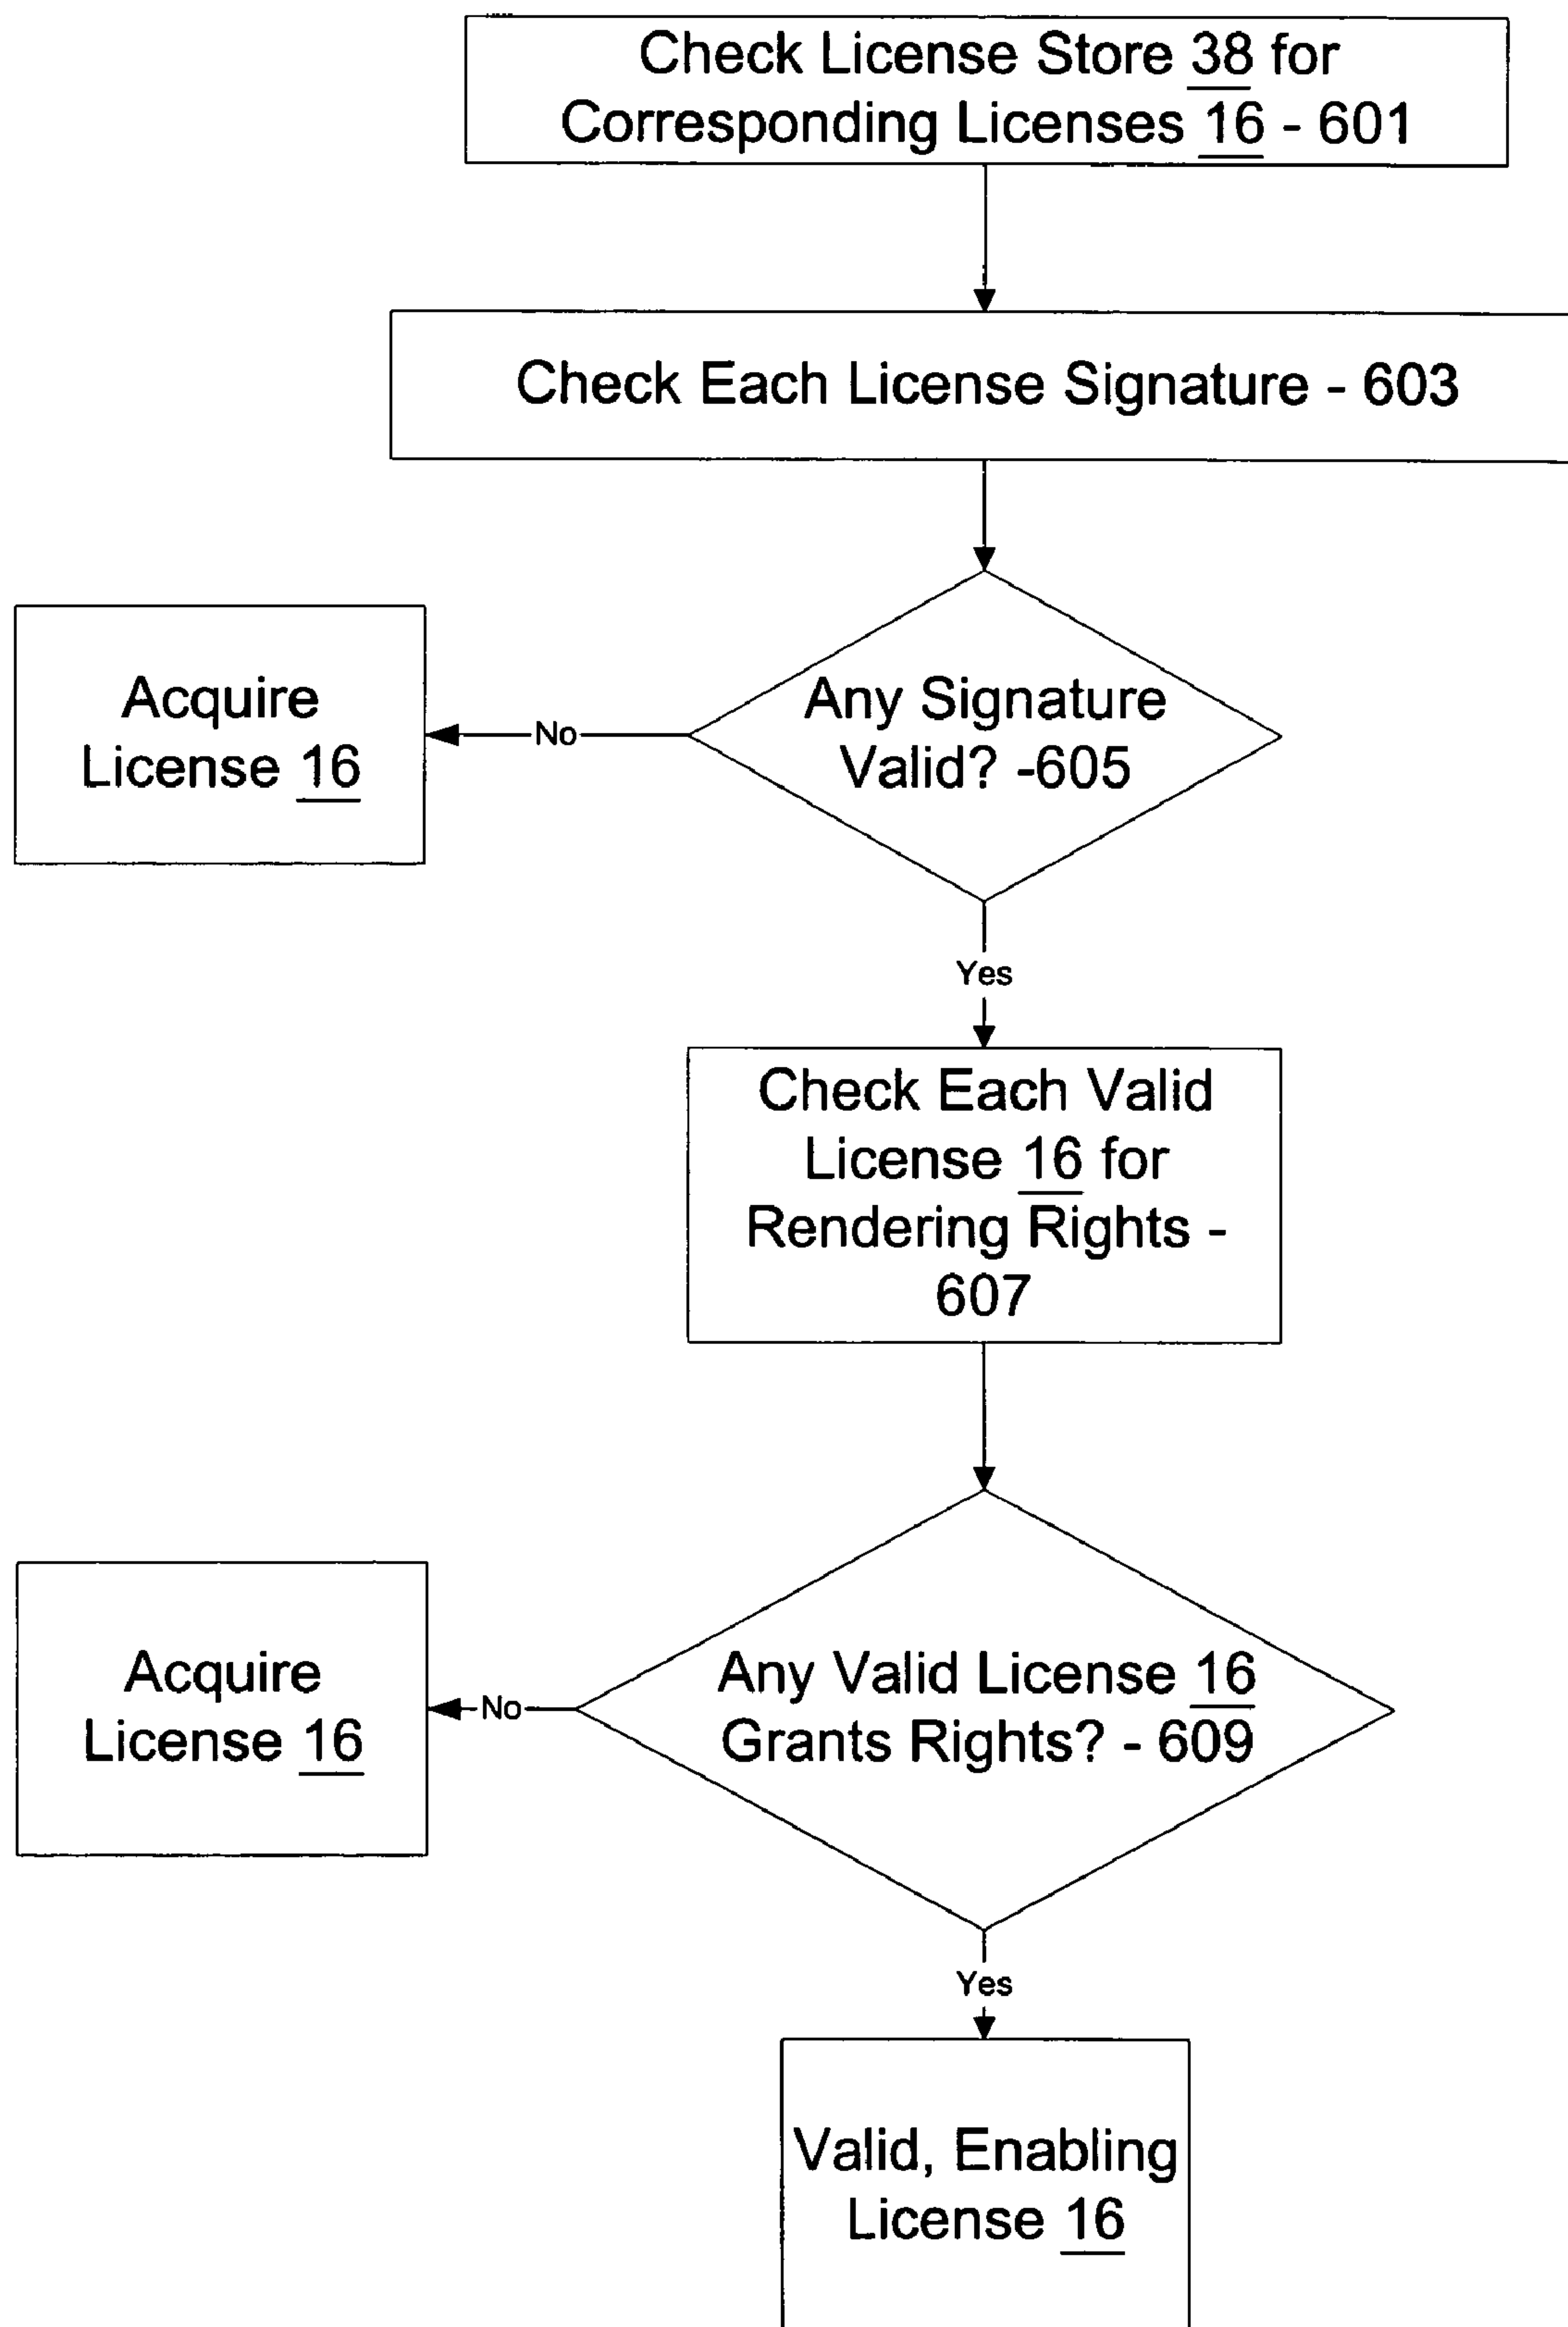 Check License Store 38 for
Corresponding Licenses 16 - 601
Check Each License Signature - 603
Any Signature
Valid? -605
Acquire
License 16
No
Yes
Check Each Valid
License 16 for
Rendering Rights -
607
Any Valid License 16
Grants Rights? - 609
Acquire
License 16
No
Yes
Valid, Enabling
License 16